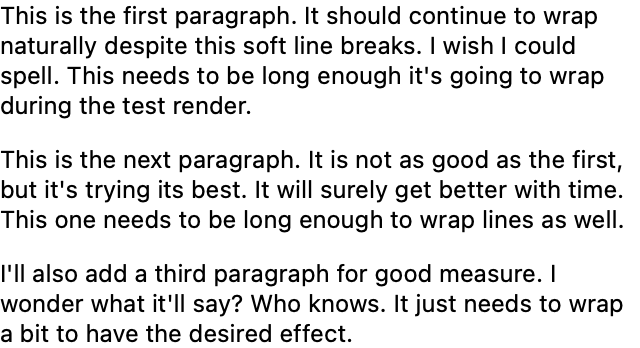 This is the first paragraph. It should continue to wrap
naturally despite this soft line breaks. I wish I could
spell. This needs to be long enough it's going to wrap
during the test render.
This is the next paragraph. It is not as good as the first,
but it's trying its best. It will surely get better with time.
This one needs to be long enough to wrap lines as well.
I'll also add a third paragraph for good measure. I
wonder what it'll say? Who knows. It just needs to wrap
a bit to have the desired effect.